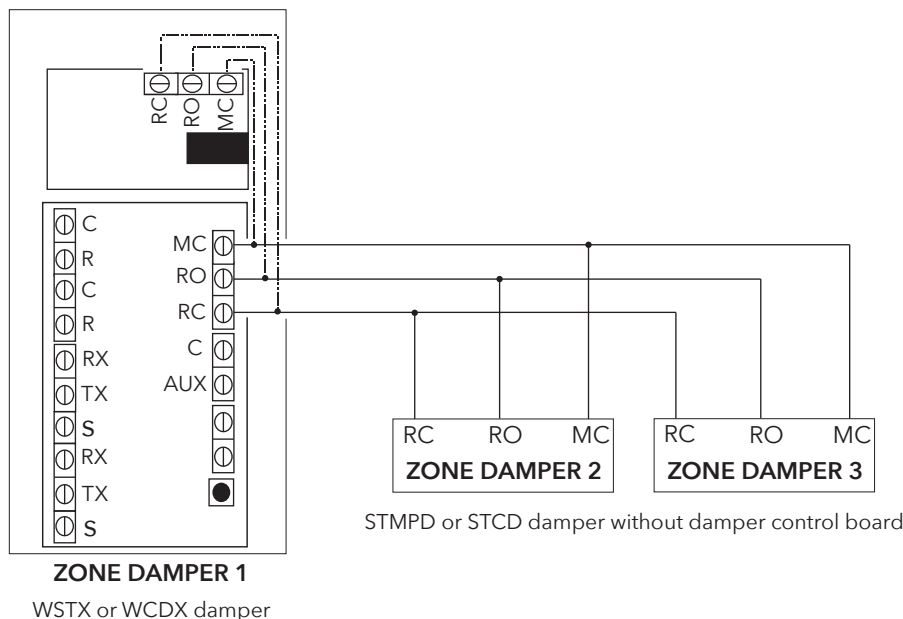 RC RO MC
C
R
C
R
RX
TX
S
RX
TX
S
MC
RO
RC
C
AUX
RC RO MC
ZONE DAMPER 2
RC RO MC
ZONE DAMPER 3
STMPD or STCD damper without damper control board
ZONE DAMPER 1
WSTX or WCDX damper